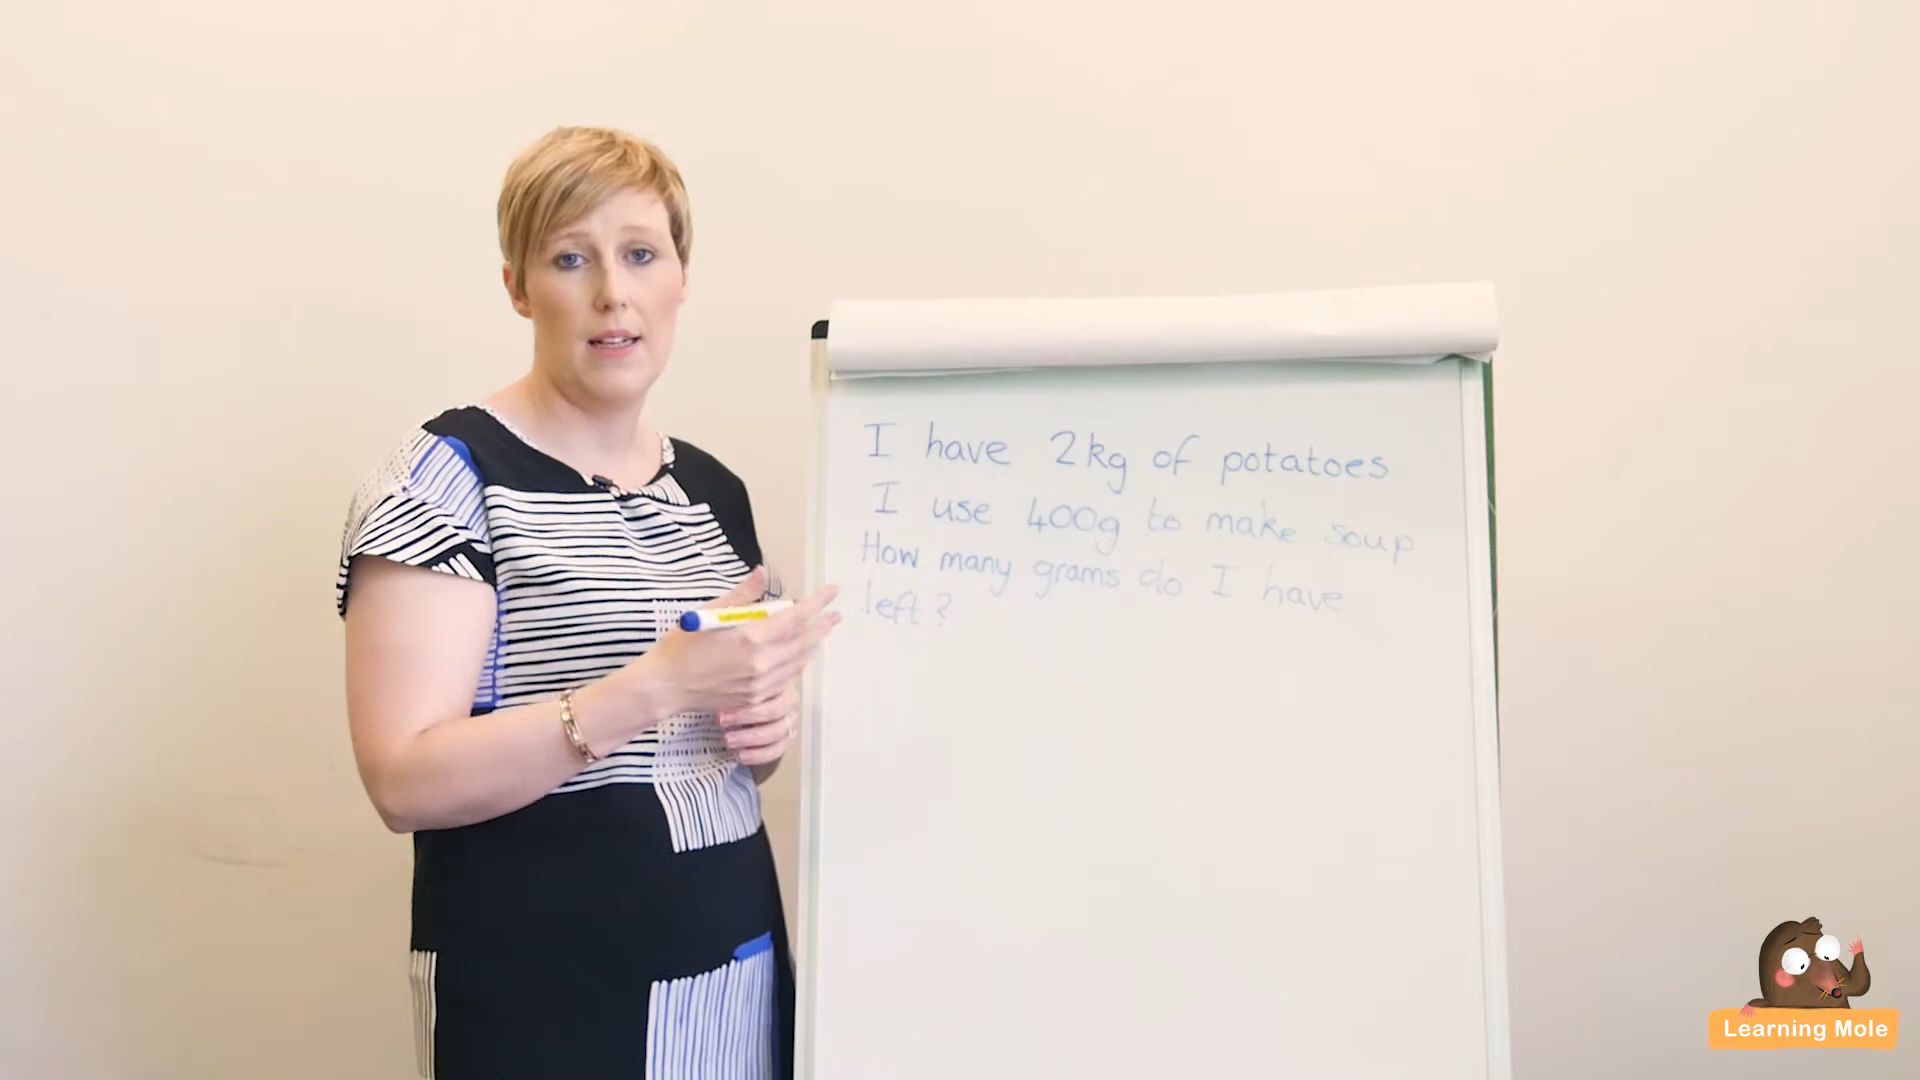 I have 2kg of potatoes
I use 400g to make soup
How many grams do I have
left?
Learning Mole